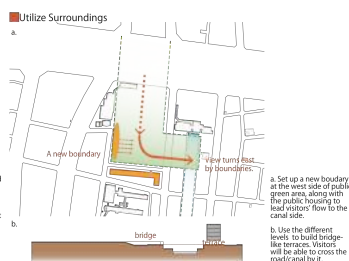 Utilize Surroundings
a.
A new boundary
view turns east
by boundaries.
a. Set up a new boudary
at the west side of public
green area, along with
the public housing to
lead visitors' flow to the
canal side.
b.
bridge
terrace
b. Use the different
levels to build bridge-
like terraces. Visitors
will be able to cross the
road/canal by it.